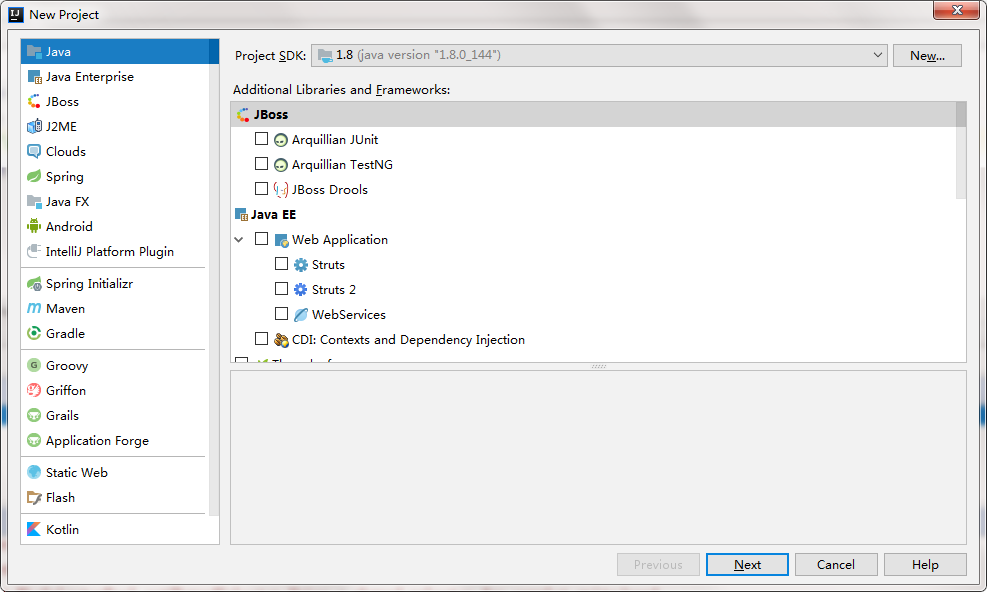 New Project
Java
Java Enterprise
JBoss
J2ME
Clouds
Spring
Java FX
Android
IntelliJ Platform Plugin
Spring Initializr
Maven
Gradle
Groovy
Griffon
Grails
Application Forge
Static Web
Flash
Kotlin
Project SDK: 1.8 (java version "1.8.0_144") New...
Additional Libraries and Frameworks:
JBoss
Arquillian JUnit
Arquillian TestNG
JBoss Drools
Java EE
Web Application
Struts
Struts 2
WebServices
CDI: Contexts and Dependency Injection
Previous Next Cancel Help